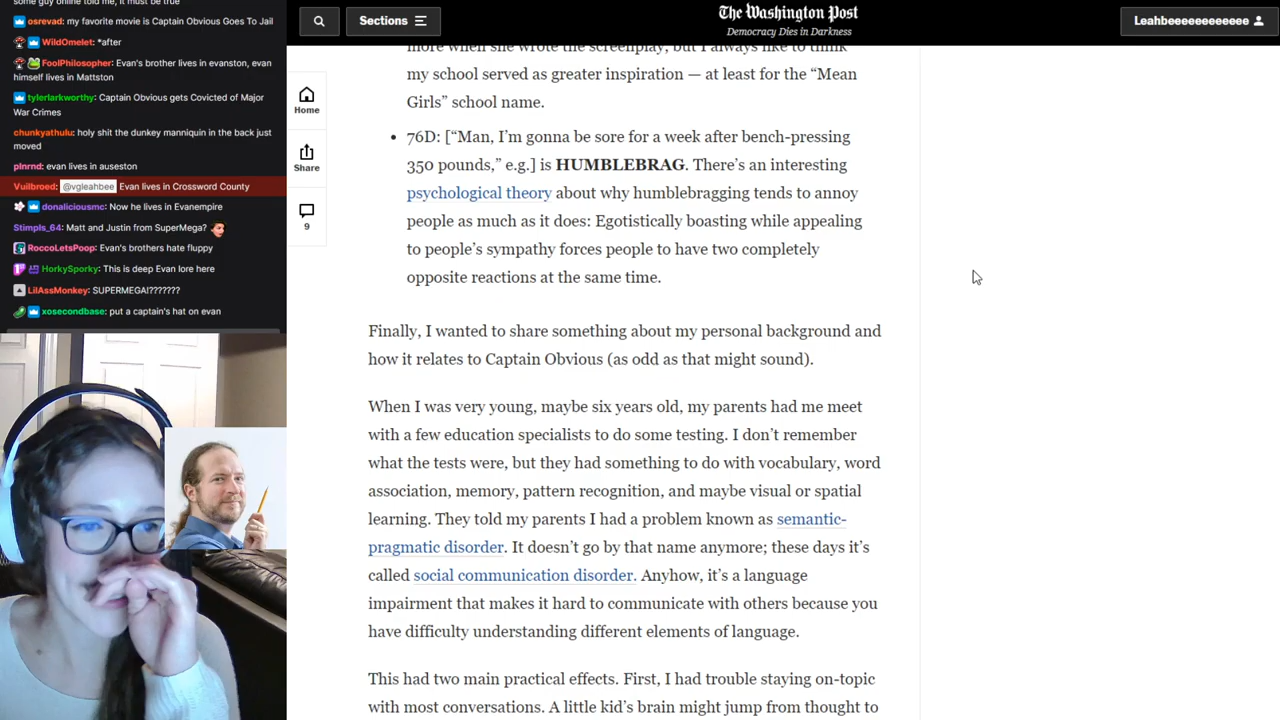 some guy online told me, it must be true
osrevad: my favorite movie is Captain Obvious Goes To Jail
WildOmelet: *after
FoolPhilosopher: Evan's brother lives in evanston, evan
himself lives in Mattston
tylerlarkworthy: Captain Obvious gets Convicted of Major
War Crimes
chunkyathulu: holy shit the dunkey manniquin in the back just
moved
plnrnd: evan lives in auseston
Vuilbroed: @vgleahbee Evan lives in Crossword County
donaliciousmc: Now he lives in Evanempire
Stimpls_64: Matt and Justin from SuperMega?
RoccoLetsPoop: Evan's brothers hate fluppy
HorkySporky: This is deep Evan lore here
LilAssMonkey: SUPERMEGA!???????
xosecondbase: put a captain's hat on evan
Sections
The Washington Post
Democracy Dies in Darkness
Leahbeeeeeeeeeeee
Home
Share
9
more when she wrote the screenplay, but I always like to think
my school served as greater inspiration — at least for the “Mean
Girls” school name.
• 76D: [“Man, I’m gonna be sore for a week after bench-pressing
350 pounds,” e.g.] is HUMBLEBRAG. There’s an interesting
psychological theory about why humblebragging tends to annoy
people as much as it does: Egotistically boasting while appealing
to people’s sympathy forces people to have two completely
opposite reactions at the same time.
Finally, I wanted to share something about my personal background and
how it relates to Captain Obvious (as odd as that might sound).
When I was very young, maybe six years old, my parents had me meet
with a few education specialists to do some testing. I don’t remember
what the tests were, but they had something to do with vocabulary, word
association, memory, pattern recognition, and maybe visual or spatial
learning. They told my parents I had a problem known as semantic-
pragmatic disorder. It doesn’t go by that name anymore; these days it’s
called social communication disorder. Anyhow, it’s a language
impairment that makes it hard to communicate with others because you
have difficulty understanding different elements of language.
This had two main practical effects. First, I had trouble staying on-topic
with most conversations. A little kid’s brain might jump from thought to